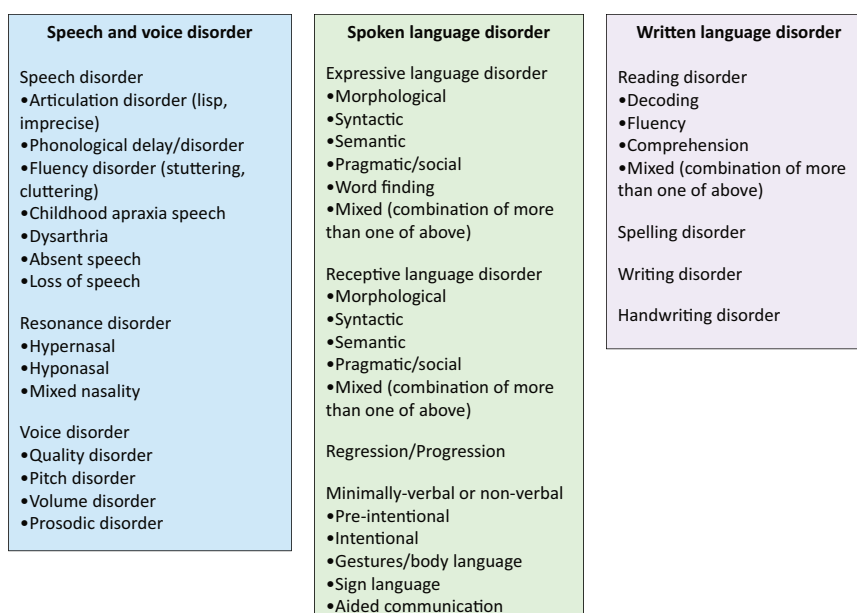 Speech and voice disorder
Speech disorder
•Articulation disorder (lisp,
imprecise)
•Phonological delay/disorder
•Fluency disorder (stuttering,
cluttering)
•Childhood apraxia speech
•Dysarthria
•Absent speech
•Loss of speech
Resonance disorder
•Hypernasal
•Hyponasal
•Mixed nasality
Voice disorder
•Quality disorder
•Pitch disorder
•Volume disorder
•Prosodic disorder
Spoken language disorder
Expressive language disorder
•Morphological
•Syntactic
•Semantic
•Pragmatic/social
•Word finding
•Mixed (combination of more
than one of above)
Receptive language disorder
•Morphological
•Syntactic
•Semantic
•Pragmatic/social
•Mixed (combination of more
than one of above)
Regression/Progression
Minimally-verbal or non-verbal
•Pre-intentional
•Intentional
•Gestures/body language
•Sign language
•Aided communication
Written language disorder
Reading disorder
•Decoding
•Fluency
•Comprehension
•Mixed (combination of more
than one of above)
Spelling disorder
Writing disorder
Handwriting disorder